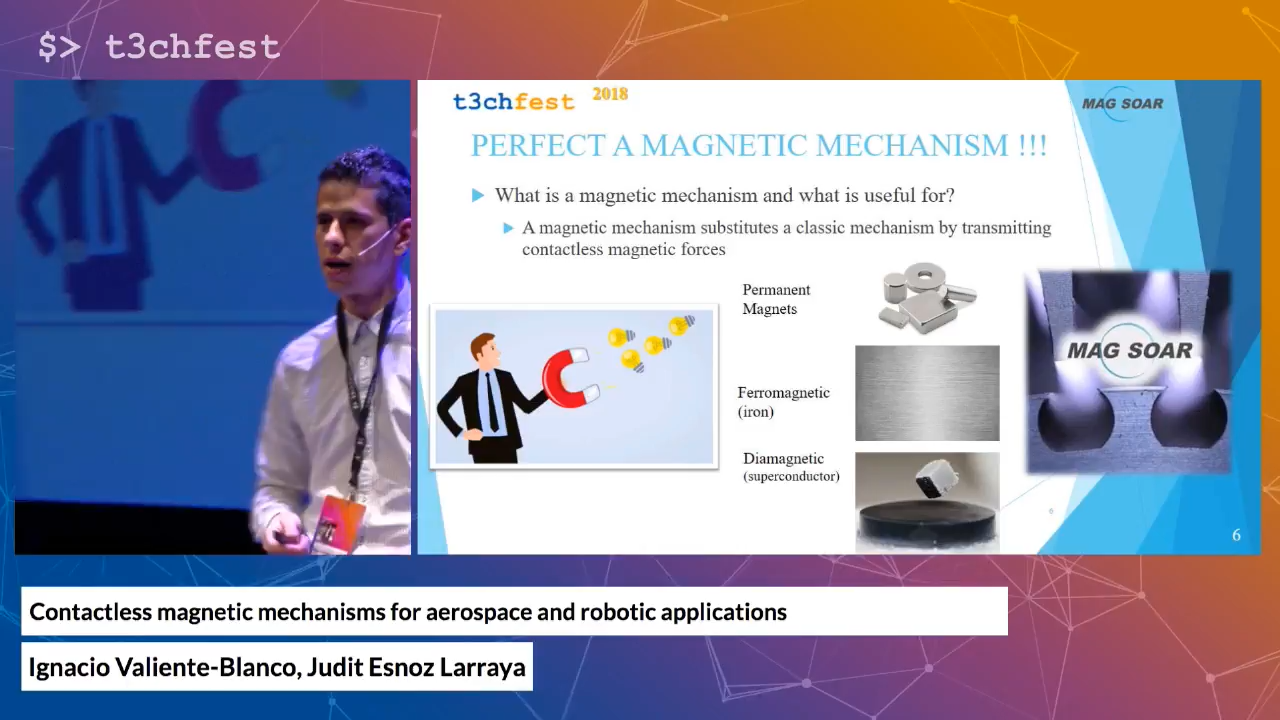 $> t3chfest
t3chfest 2018
MAG SOAR
PERFECT A MAGNETIC MECHANISM !!!
What is a magnetic mechanism and what is useful for?
A magnetic mechanism substitutes a classic mechanism by transmitting
contactless magnetic forces
Permanent
Magnets
MAG SOAR
Ferromagnetic
(iron)
Diamagnetic
(superconductor)
6
Contactless magnetic mechanisms for aerospace and robotic applications
Ignacio Valiente-Blanco, Judit Esnoz Larraya